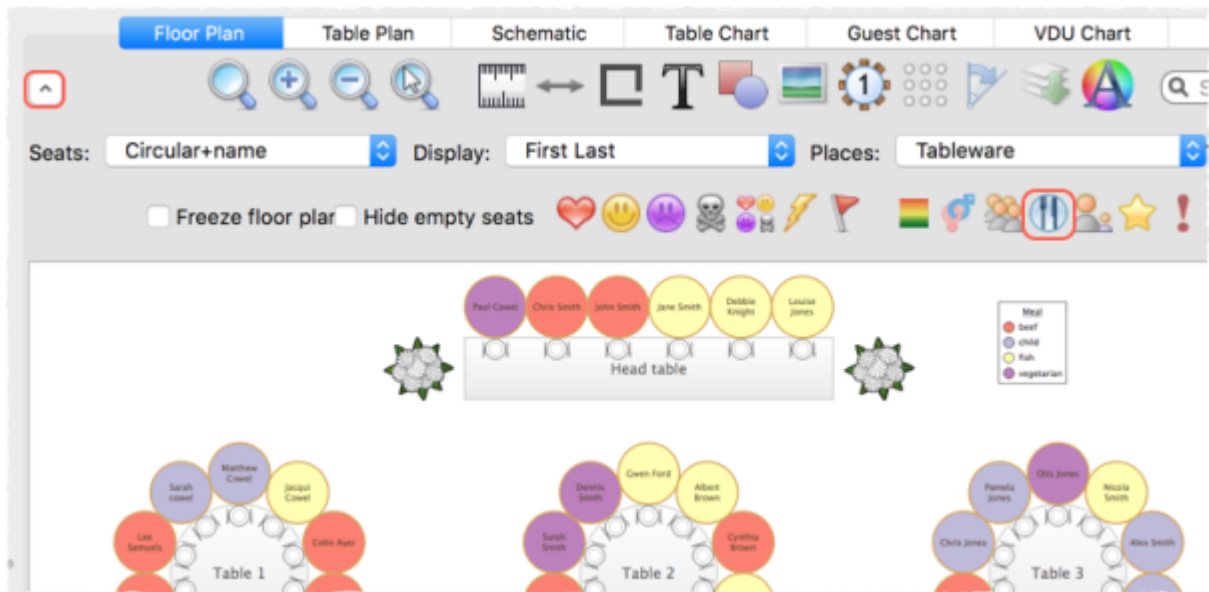 Floor Plan
Table Plan
Schematic
Table Chart
Guest Chart
VDU Chart
T
1
A
S
Seats:
Circular+name
Display:
First Last
Places:
Tableware
Freeze floor plar
Hide empty seats
Paul Cowel
Chris Smith
John Smith
Jane Smith
Debbie
Knight
Louise
Jones
Head table
Meal
beef
child
fish
vegetarian
Matthew
Cowel
Sarah
cowel
Jacqui
Cowel
Lee
Samuels
Colin Ayer
Table 1
Gwen Ford
Dennis
Smith
Albert
Brown
Sarah
Smith
Cynthia
Brown
Table 2
Otis Jones
Pamela
Jones
Nicola
Smith
Chris Jones
Alex Smith
Table 3